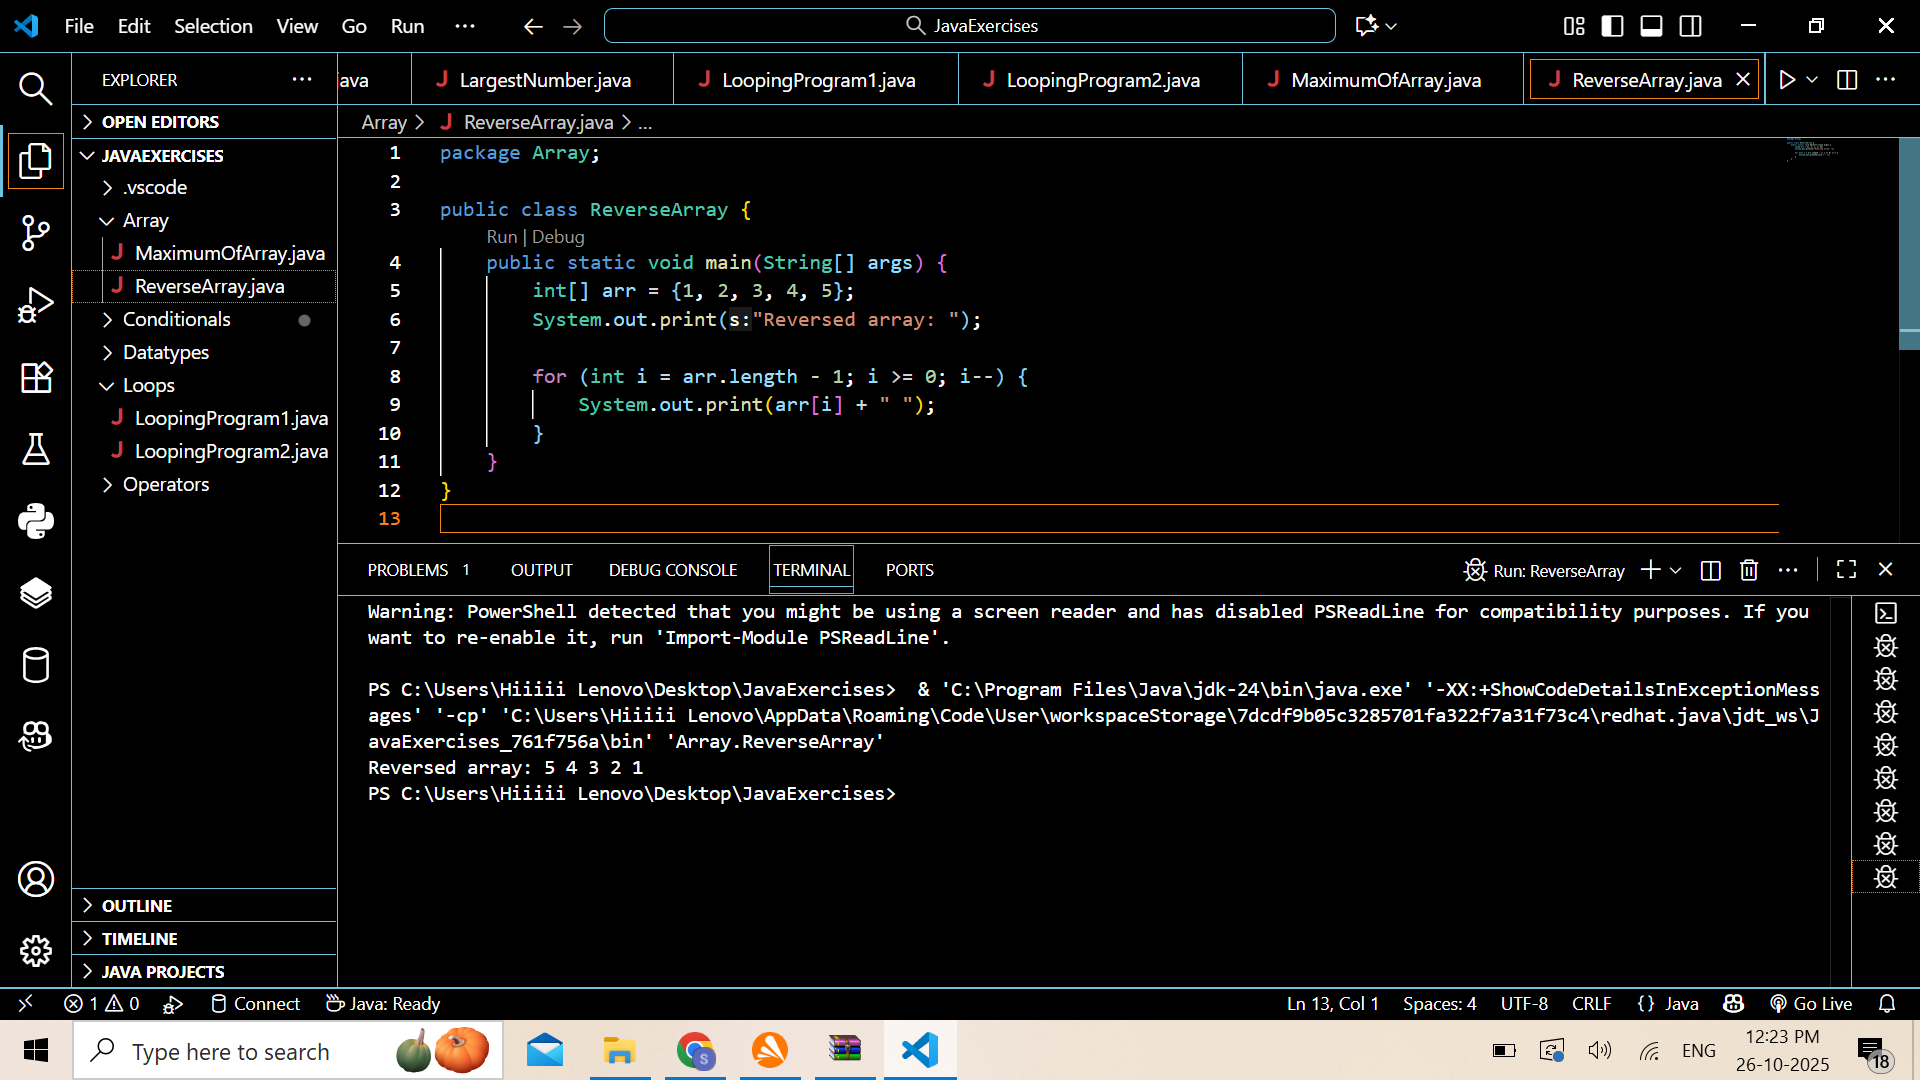 File Edit Selection View Go Run ··· JavaExercises
EXPLORER ···
OPEN EDITORS
JAVAEXERCISES
.vscode
Array
MaximumOfArray.java
ReverseArray.java
Conditionals
Datatypes
Loops
LoopingProgram1.java
LoopingProgram2.java
Operators
OUTLINE
TIMELINE
JAVA PROJECTS
java LargestNumber.java LoopingProgram1.java LoopingProgram2.java MaximumOfArray.java ReverseArray.java
Array > ReverseArray.java > ...
1 package Array;
2
3 public class ReverseArray {
Run | Debug
4 public static void main(String[] args) {
5 int[] arr = {1, 2, 3, 4, 5};
6 System.out.print(s:"Reversed array: ");
7
8 for (int i = arr.length - 1; i >= 0; i--) {
9 System.out.print(arr[i] + " ");
10 }
11 }
12 }
13
PROBLEMS 1 OUTPUT DEBUG CONSOLE TERMINAL PORTS Run: ReverseArray
Warning: PowerShell detected that you might be using a screen reader and has disabled PSReadLine for compatibility purposes. If you
want to re-enable it, run 'Import-Module PSReadLine'.
PS C:\Users\Hiiiii Lenovo\Desktop\JavaExercises>  & 'C:\Program Files\Java\jdk-24\bin\java.exe' '-XX:+ShowCodeDetailsInExceptionMess
ages' '-cp' 'C:\Users\Hiiiii Lenovo\AppData\Roaming\Code\User\workspaceStorage\7dcdf9b05c3285701fa322f7a31f73c4\redhat.java\jdt_ws\J
avaExercises_761f756a\bin' 'Array.ReverseArray'
Reversed array: 5 4 3 2 1
PS C:\Users\Hiiiii Lenovo\Desktop\JavaExercises>
1 0 Connect Java: Ready Ln 13, Col 1 Spaces: 4 UTF-8 CRLF {} Java Go Live
Type here to search S ENG 12:23 PM
26-10-2025 18